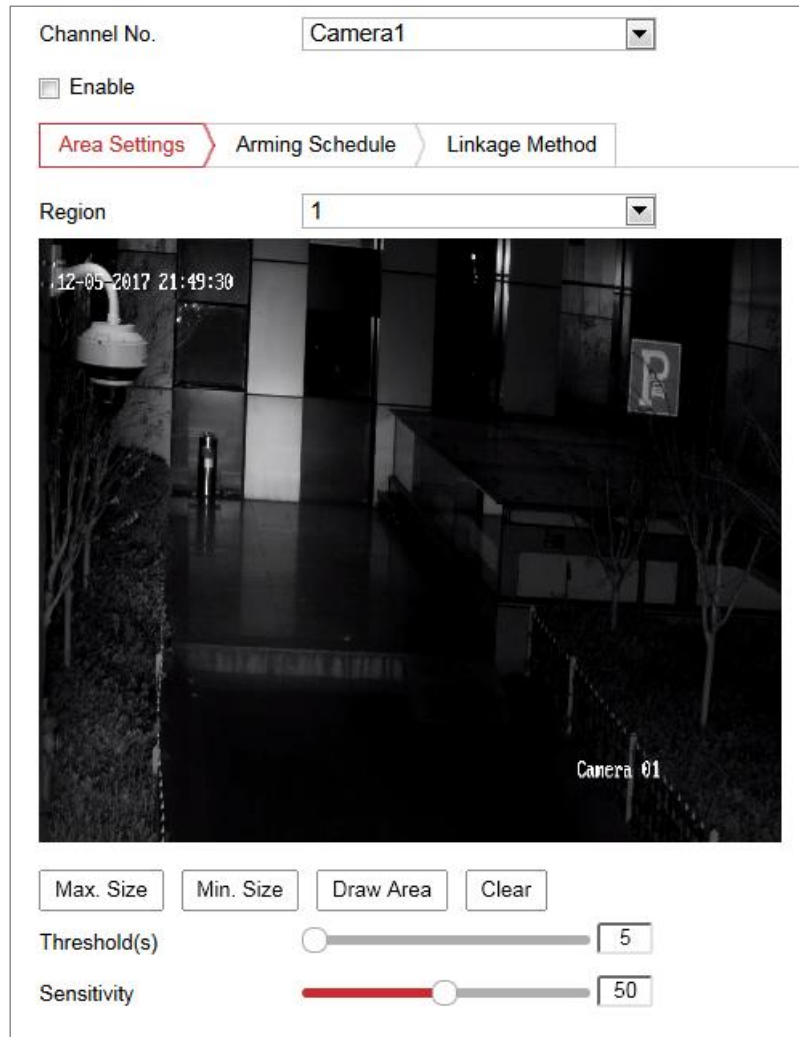 Channel No. Camera1
Enable
Area Settings Arming Schedule Linkage Method
Region 1
12-05-2017 21:49:30
P
Camera 01
Max. Size Min. Size Draw Area Clear
Threshold(s) 5
Sensitivity 50